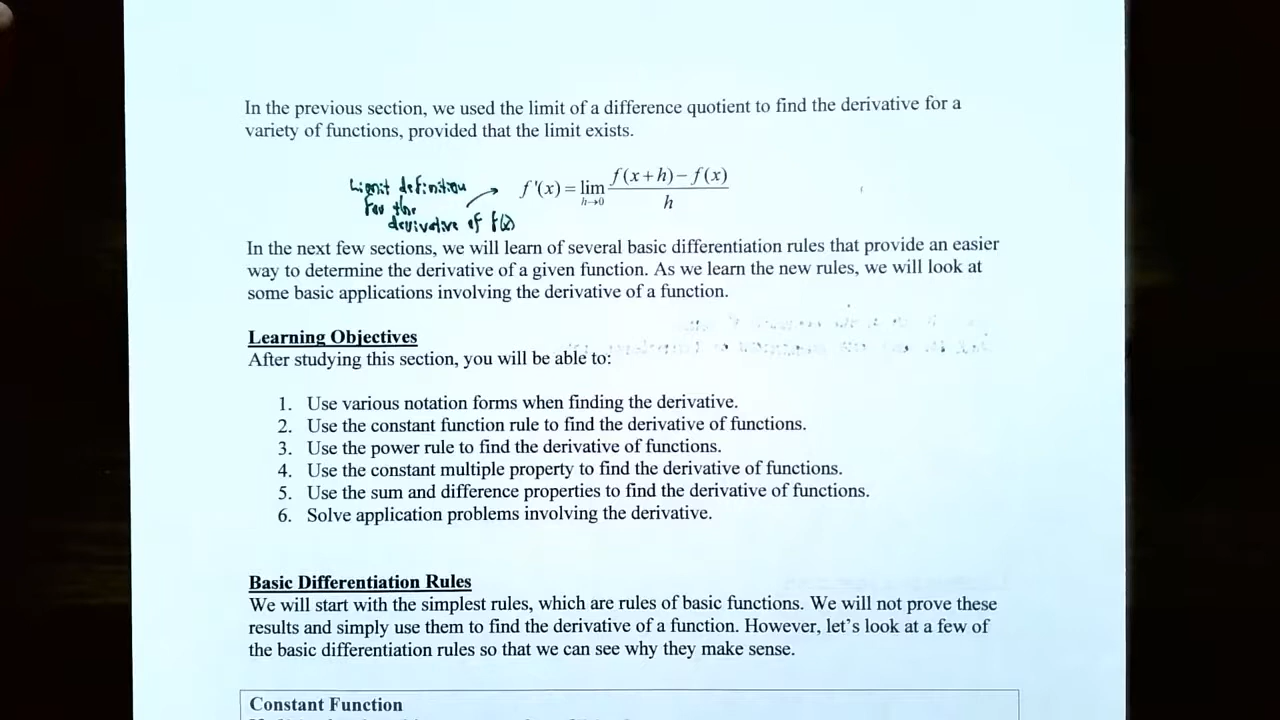 In the previous section, we used the limit of a difference quotient to find the derivative for a
variety of functions, provided that the limit exists.
Limit definition
For the
derivative of f(x)
f '(x) = lim h→0 f(x+h) − f(x) / h
In the next few sections, we will learn of several basic differentiation rules that provide an easier
way to determine the derivative of a given function. As we learn the new rules, we will look at
some basic applications involving the derivative of a function.
Learning Objectives
After studying this section, you will be able to:
1. Use various notation forms when finding the derivative.
2. Use the constant function rule to find the derivative of functions.
3. Use the power rule to find the derivative of functions.
4. Use the constant multiple property to find the derivative of functions.
5. Use the sum and difference properties to find the derivative of functions.
6. Solve application problems involving the derivative.
Basic Differentiation Rules
We will start with the simplest rules, which are rules of basic functions. We will not prove these
results and simply use them to find the derivative of a function. However, let's look at a few of
the basic differentiation rules so that we can see why they make sense.
Constant Function